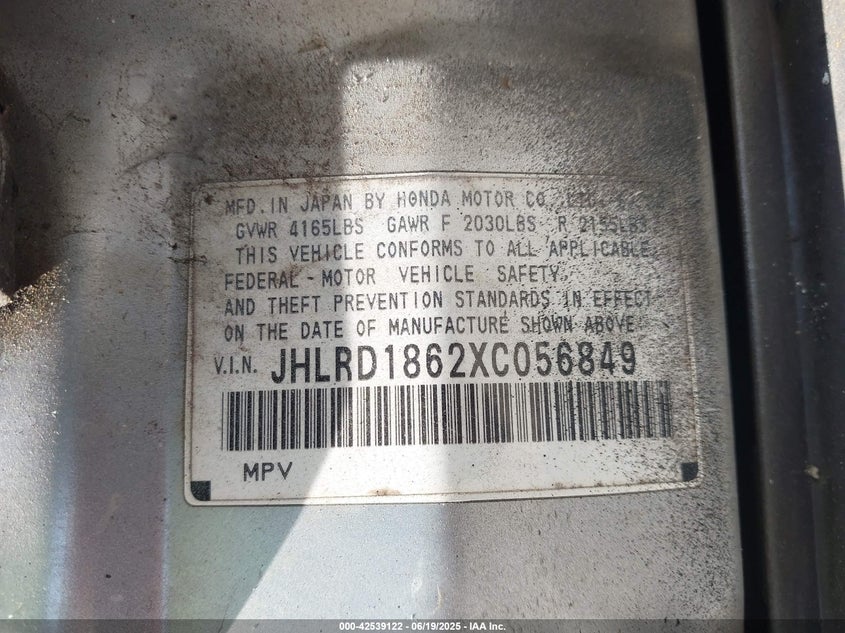 MFD. IN JAPAN BY HONDA MOTOR CO., LTD.
GVWR 4165LBS GAWR F 2030LBS R 2155LBS
THIS VEHICLE CONFORMS TO ALL APPLICABLE
FEDERAL-MOTOR VEHICLE SAFETY,
AND THEFT PREVENTION STANDARDS IN EFFECT
ON THE DATE OF MANUFACTURE SHOWN ABOVE.
V.I.N. JHLRD1862XC056849
MPV
000-42539122 - 06/19/2025 - IAA Inc.